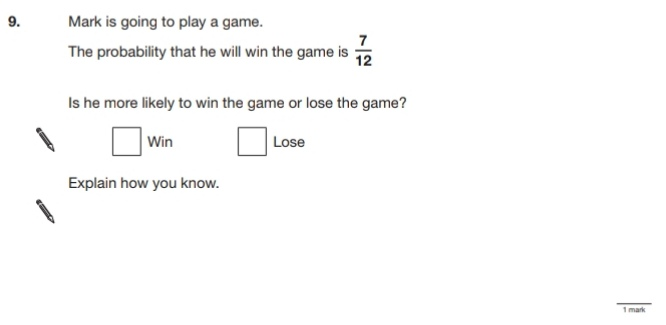 9. Mark is going to play a game.
The probability that he will win the game is 7/12
Is he more likely to win the game or lose the game?
Win Lose
Explain how you know.
1 mark